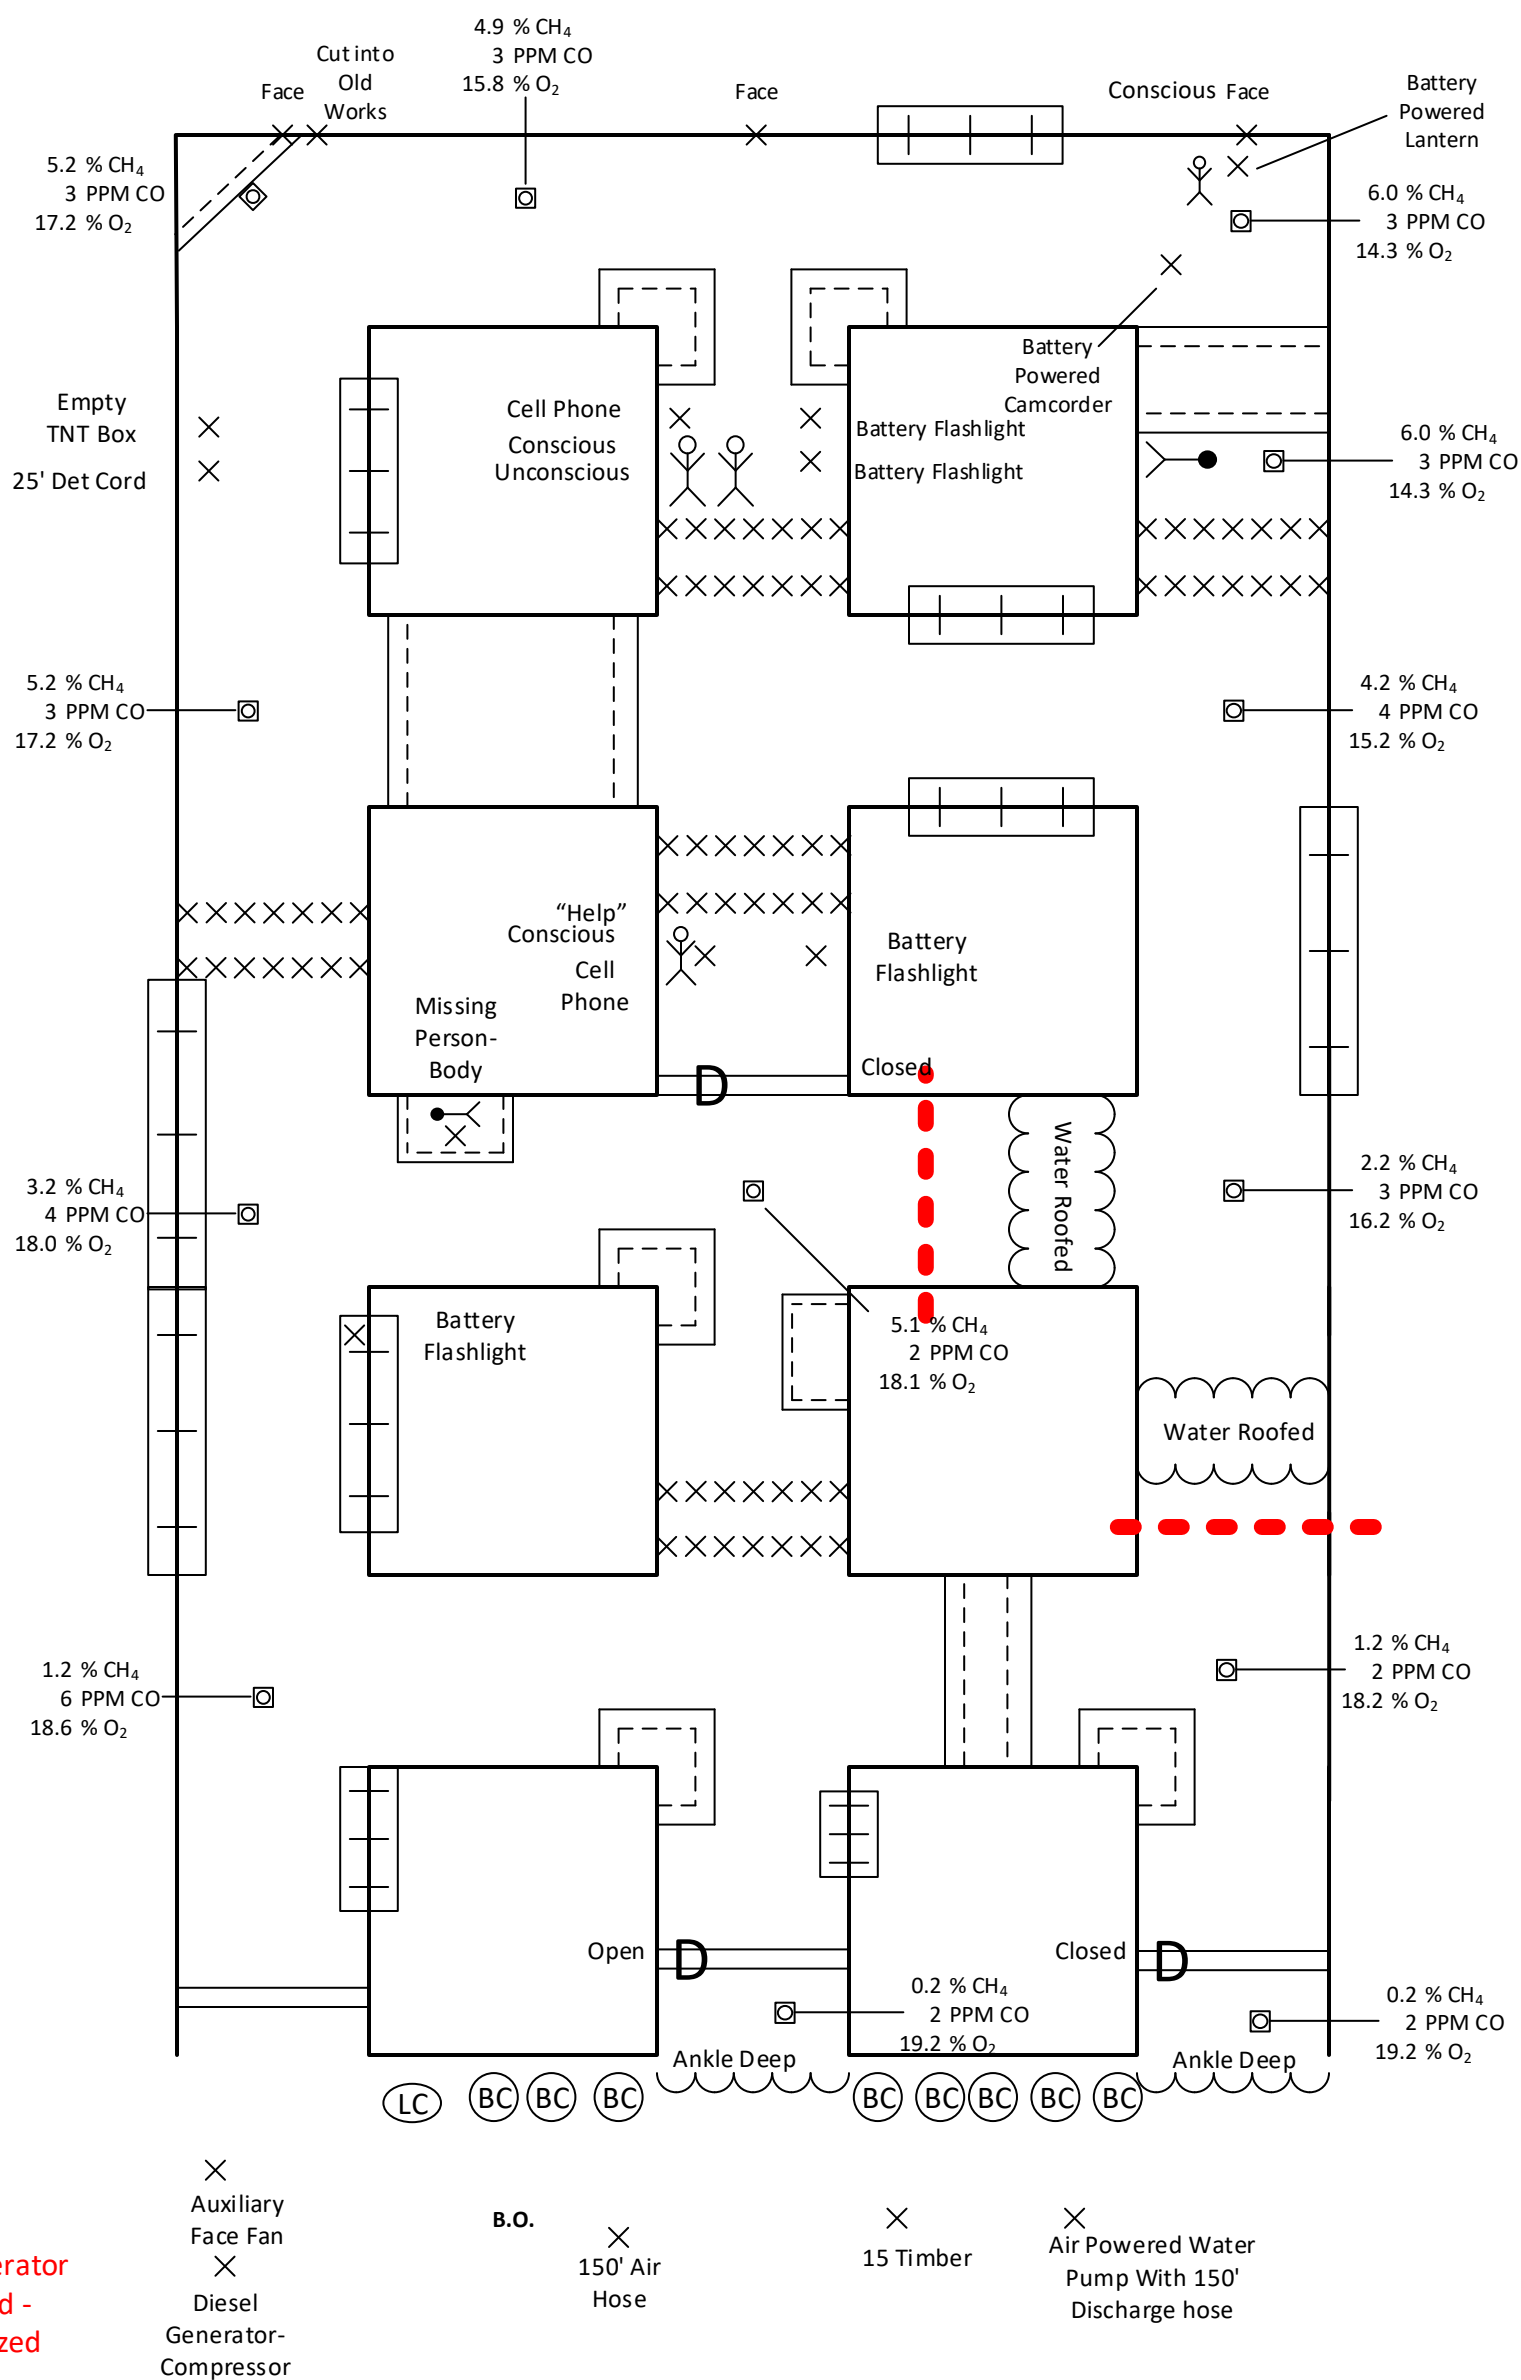 4.9 % CH₄
3 PPM CO
15.8 % O₂
Cut into
Old
Works
Face
Face
Conscious Face
Battery
Powered
Lantern
5.2 % CH₄
3 PPM CO
17.2 % O₂
6.0 % CH₄
3 PPM CO
14.3 % O₂
Battery
Powered
Camcorder
Empty
TNT Box
25' Det Cord
Cell Phone
Conscious
Unconscious
Battery Flashlight
Battery Flashlight
6.0 % CH₄
3 PPM CO
14.3 % O₂
5.2 % CH₄
3 PPM CO
17.2 % O₂
4.2 % CH₄
4 PPM CO
15.2 % O₂
“Help”
Conscious
Cell
Phone
Battery
Flashlight
Missing
Person-
Body
Closed
D
Water Roofed
3.2 % CH₄
4 PPM CO
18.0 % O₂
2.2 % CH₄
3 PPM CO
16.2 % O₂
Battery
Flashlight
5.1 % CH₄
2 PPM CO
18.1 % O₂
Water Roofed
1.2 % CH₄
6 PPM CO
18.6 % O₂
1.2 % CH₄
2 PPM CO
18.2 % O₂
Open D
Closed D
0.2 % CH₄
2 PPM CO
19.2 % O₂
0.2 % CH₄
2 PPM CO
19.2 % O₂
Ankle Deep
Ankle Deep
LC BC BC BC BC BC BC BC BC
Auxiliary
Face Fan
B.O.
150' Air
Hose
15 Timber
Air Powered Water
Pump With 150'
Discharge hose
Diesel
Generator-
Compressor